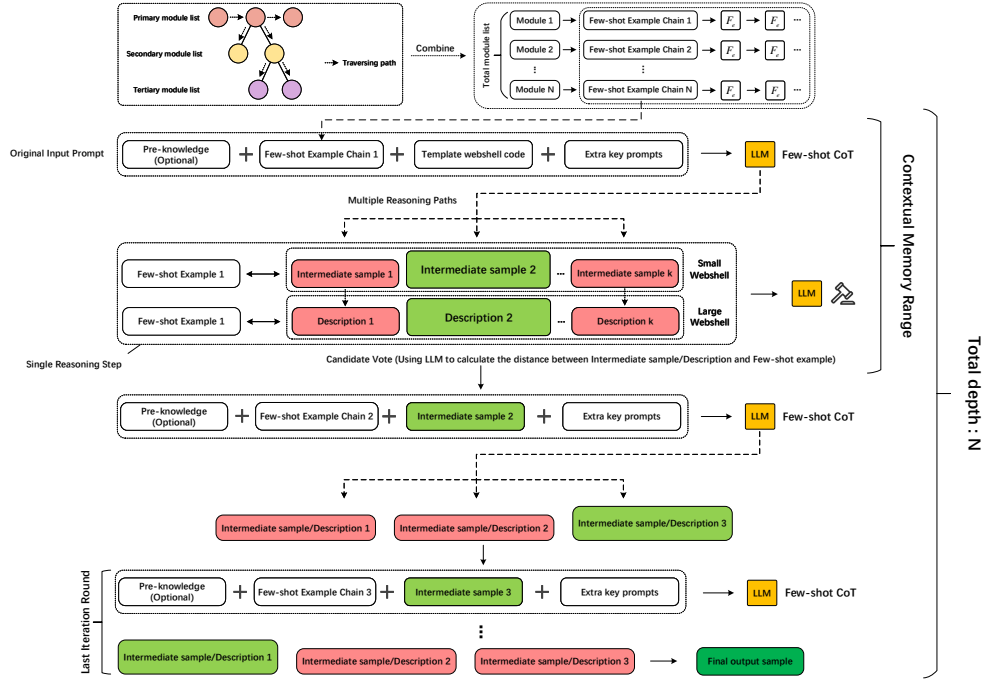 Primary module list
Secondary module list
Tertiary module list
Traversing path
Combine
Total module list
Module 1
Few-shot Example Chain 1
Fe
Fe
...
Module 2
Few-shot Example Chain 2
Fe
Fe
...
⋮
⋮
Module N
Few-shot Example Chain N
Fe
Fe
...
Original Input Prompt
Pre-knowledge
(Optional)
+
Few-shot Example Chain 1
+
Template webshell code
+
Extra key prompts
LLM
Few-shot CoT
Multiple Reasoning Paths
Few-shot Example 1
Intermediate sample 1
Intermediate sample 2
...
Intermediate sample k
Small
Webshell
Few-shot Example 1
Description 1
Description 2
...
Description k
Large
Webshell
LLM
Single Reasoning Step
Candidate Vote (Using LLM to calculate the distance between Intermediate sample/Description and Few-shot example)
Contextual Memory Range
Pre-knowledge
(Optional)
+
Few-shot Example Chain 2
+
Intermediate sample 2
+
Extra key prompts
LLM
Few-shot CoT
Total depth : N
Intermediate sample/Description 1
Intermediate sample/Description 2
Intermediate sample/Description 3
Last Iteration Round
Pre-knowledge
(Optional)
+
Few-shot Example Chain 3
+
Intermediate sample 3
+
Extra key prompts
LLM
Few-shot CoT
⋮
Intermediate sample/Description 1
Intermediate sample/Description 2
Intermediate sample/Description 3
Final output sample